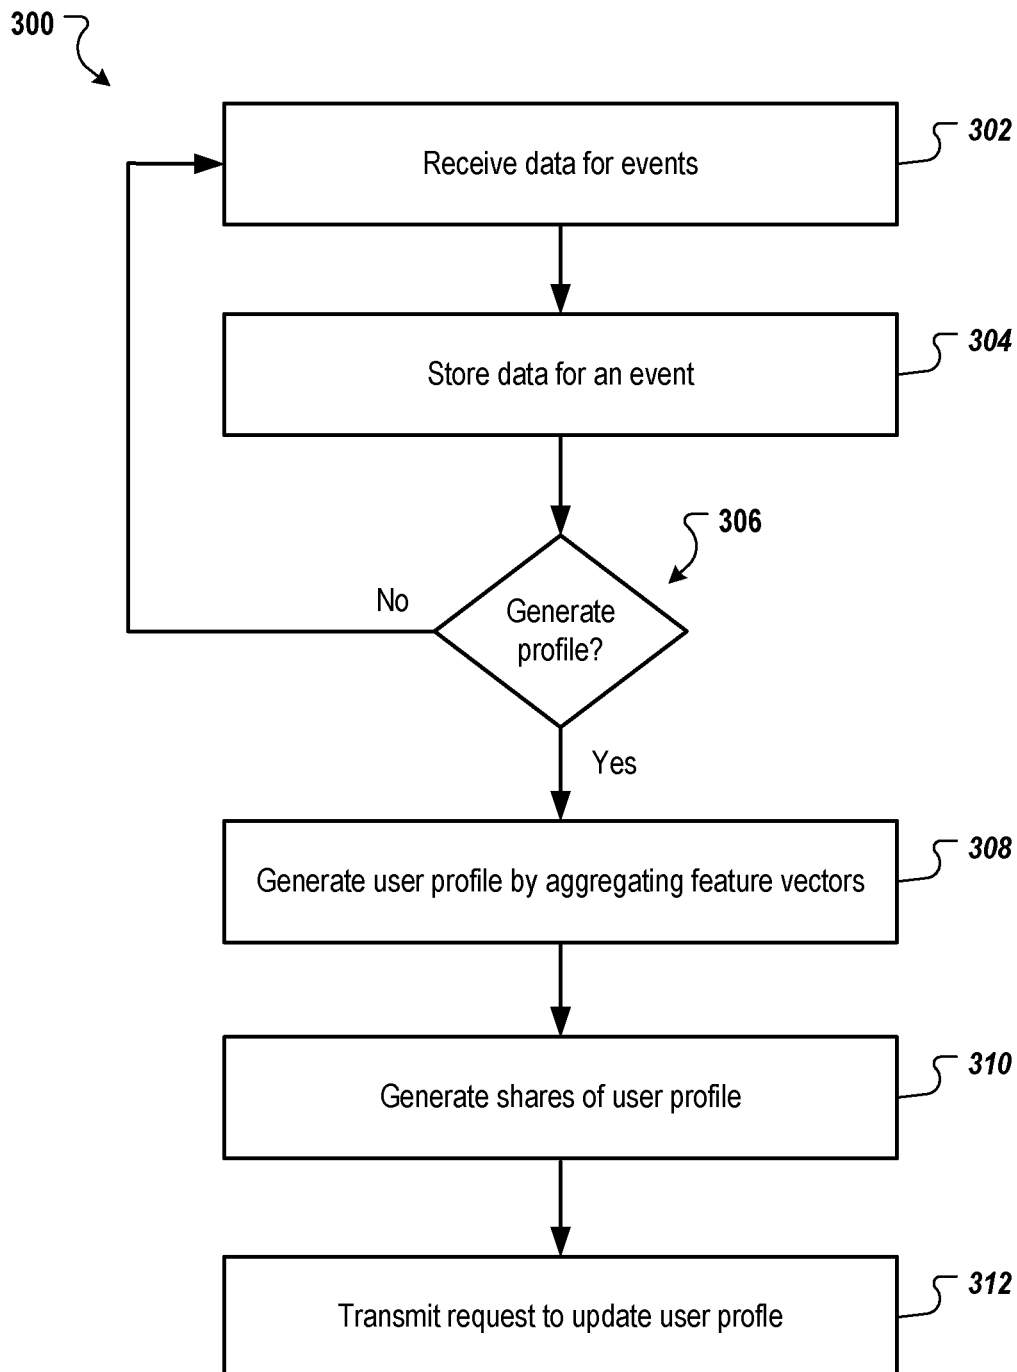 300
302
Receive data for events
304
Store data for an event
306
No
Generate
profile?
Yes
308
Generate user profile by aggregating feature vectors
310
Generate shares of user profile
312
Transmit request to update user profle